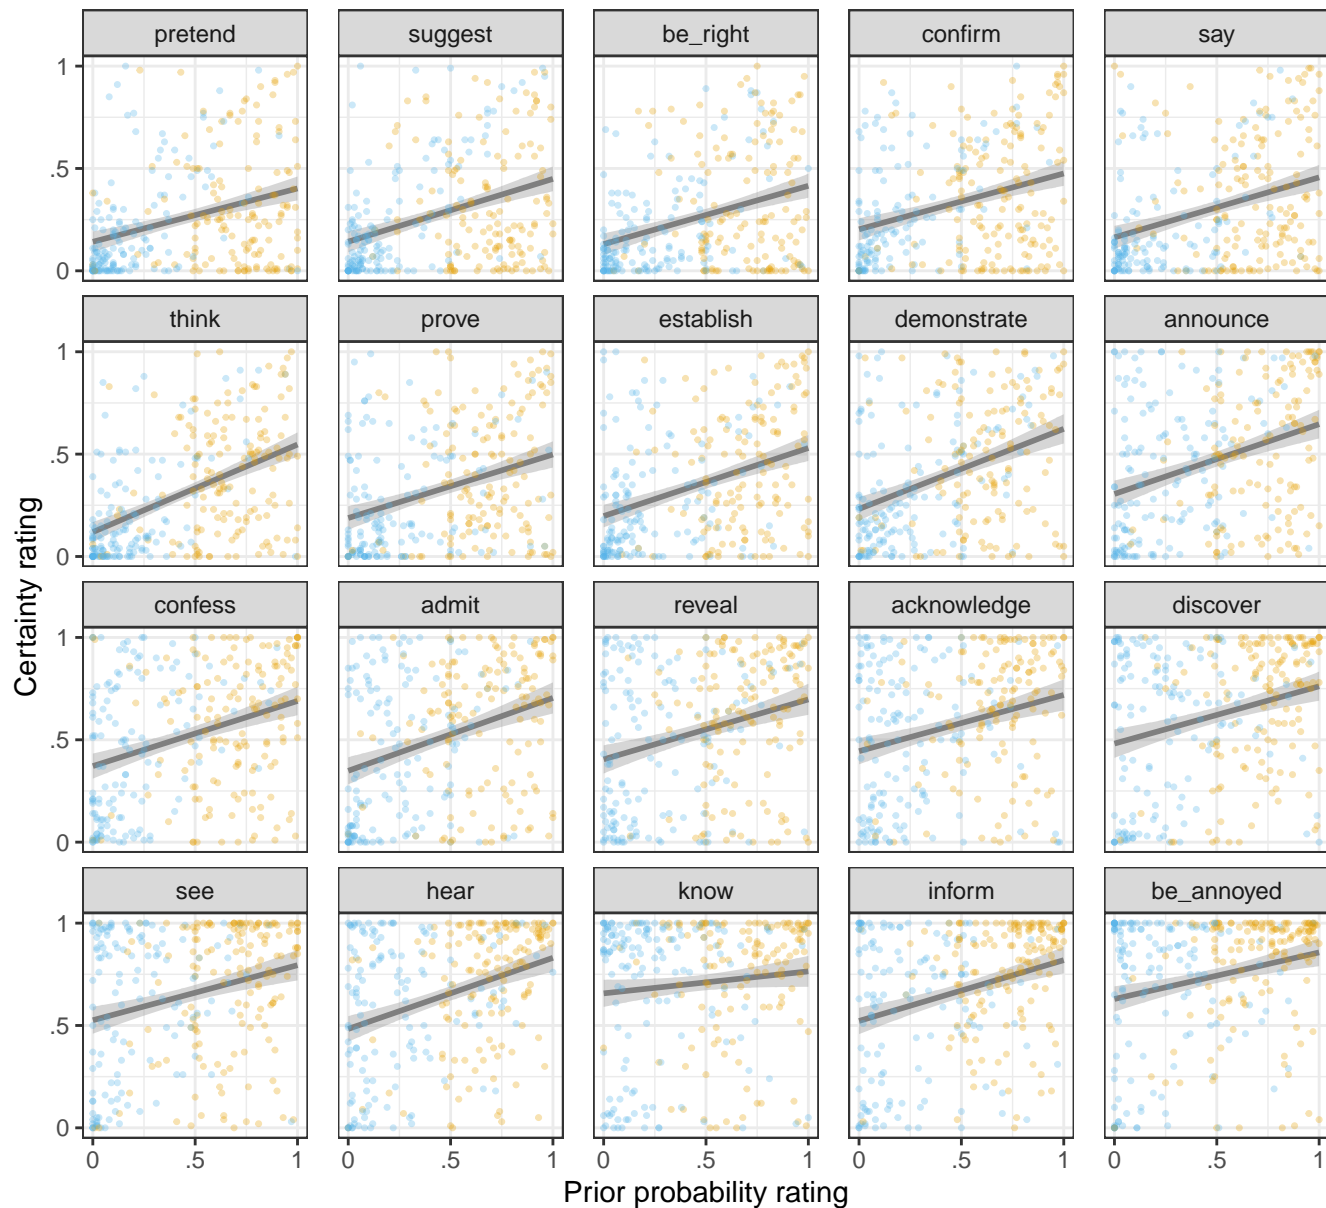 pretend suggest be_right confirm say
1
.5
0
think prove establish demonstrate announce
1
.5
0
Certainty rating
confess admit reveal acknowledge discover
1
.5
0
see hear know inform be_annoyed
1
.5
0
0 .5 1 0 .5 1 0 .5 1 0 .5 1 0 .5 1
Prior probability rating